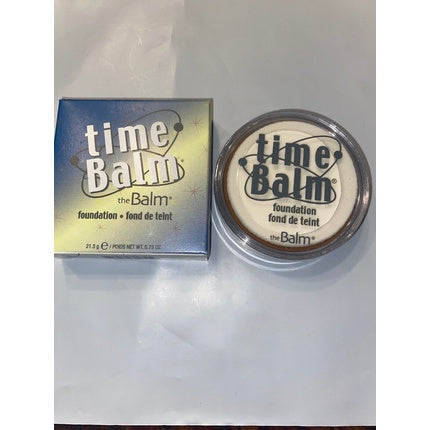 time
Balm®
theBalm®
foundation • fond de teint
21.3 g e / POIDS NET WT. 0.75 OZ.
time
Balm®
foundation
fond de teint
theBalm®